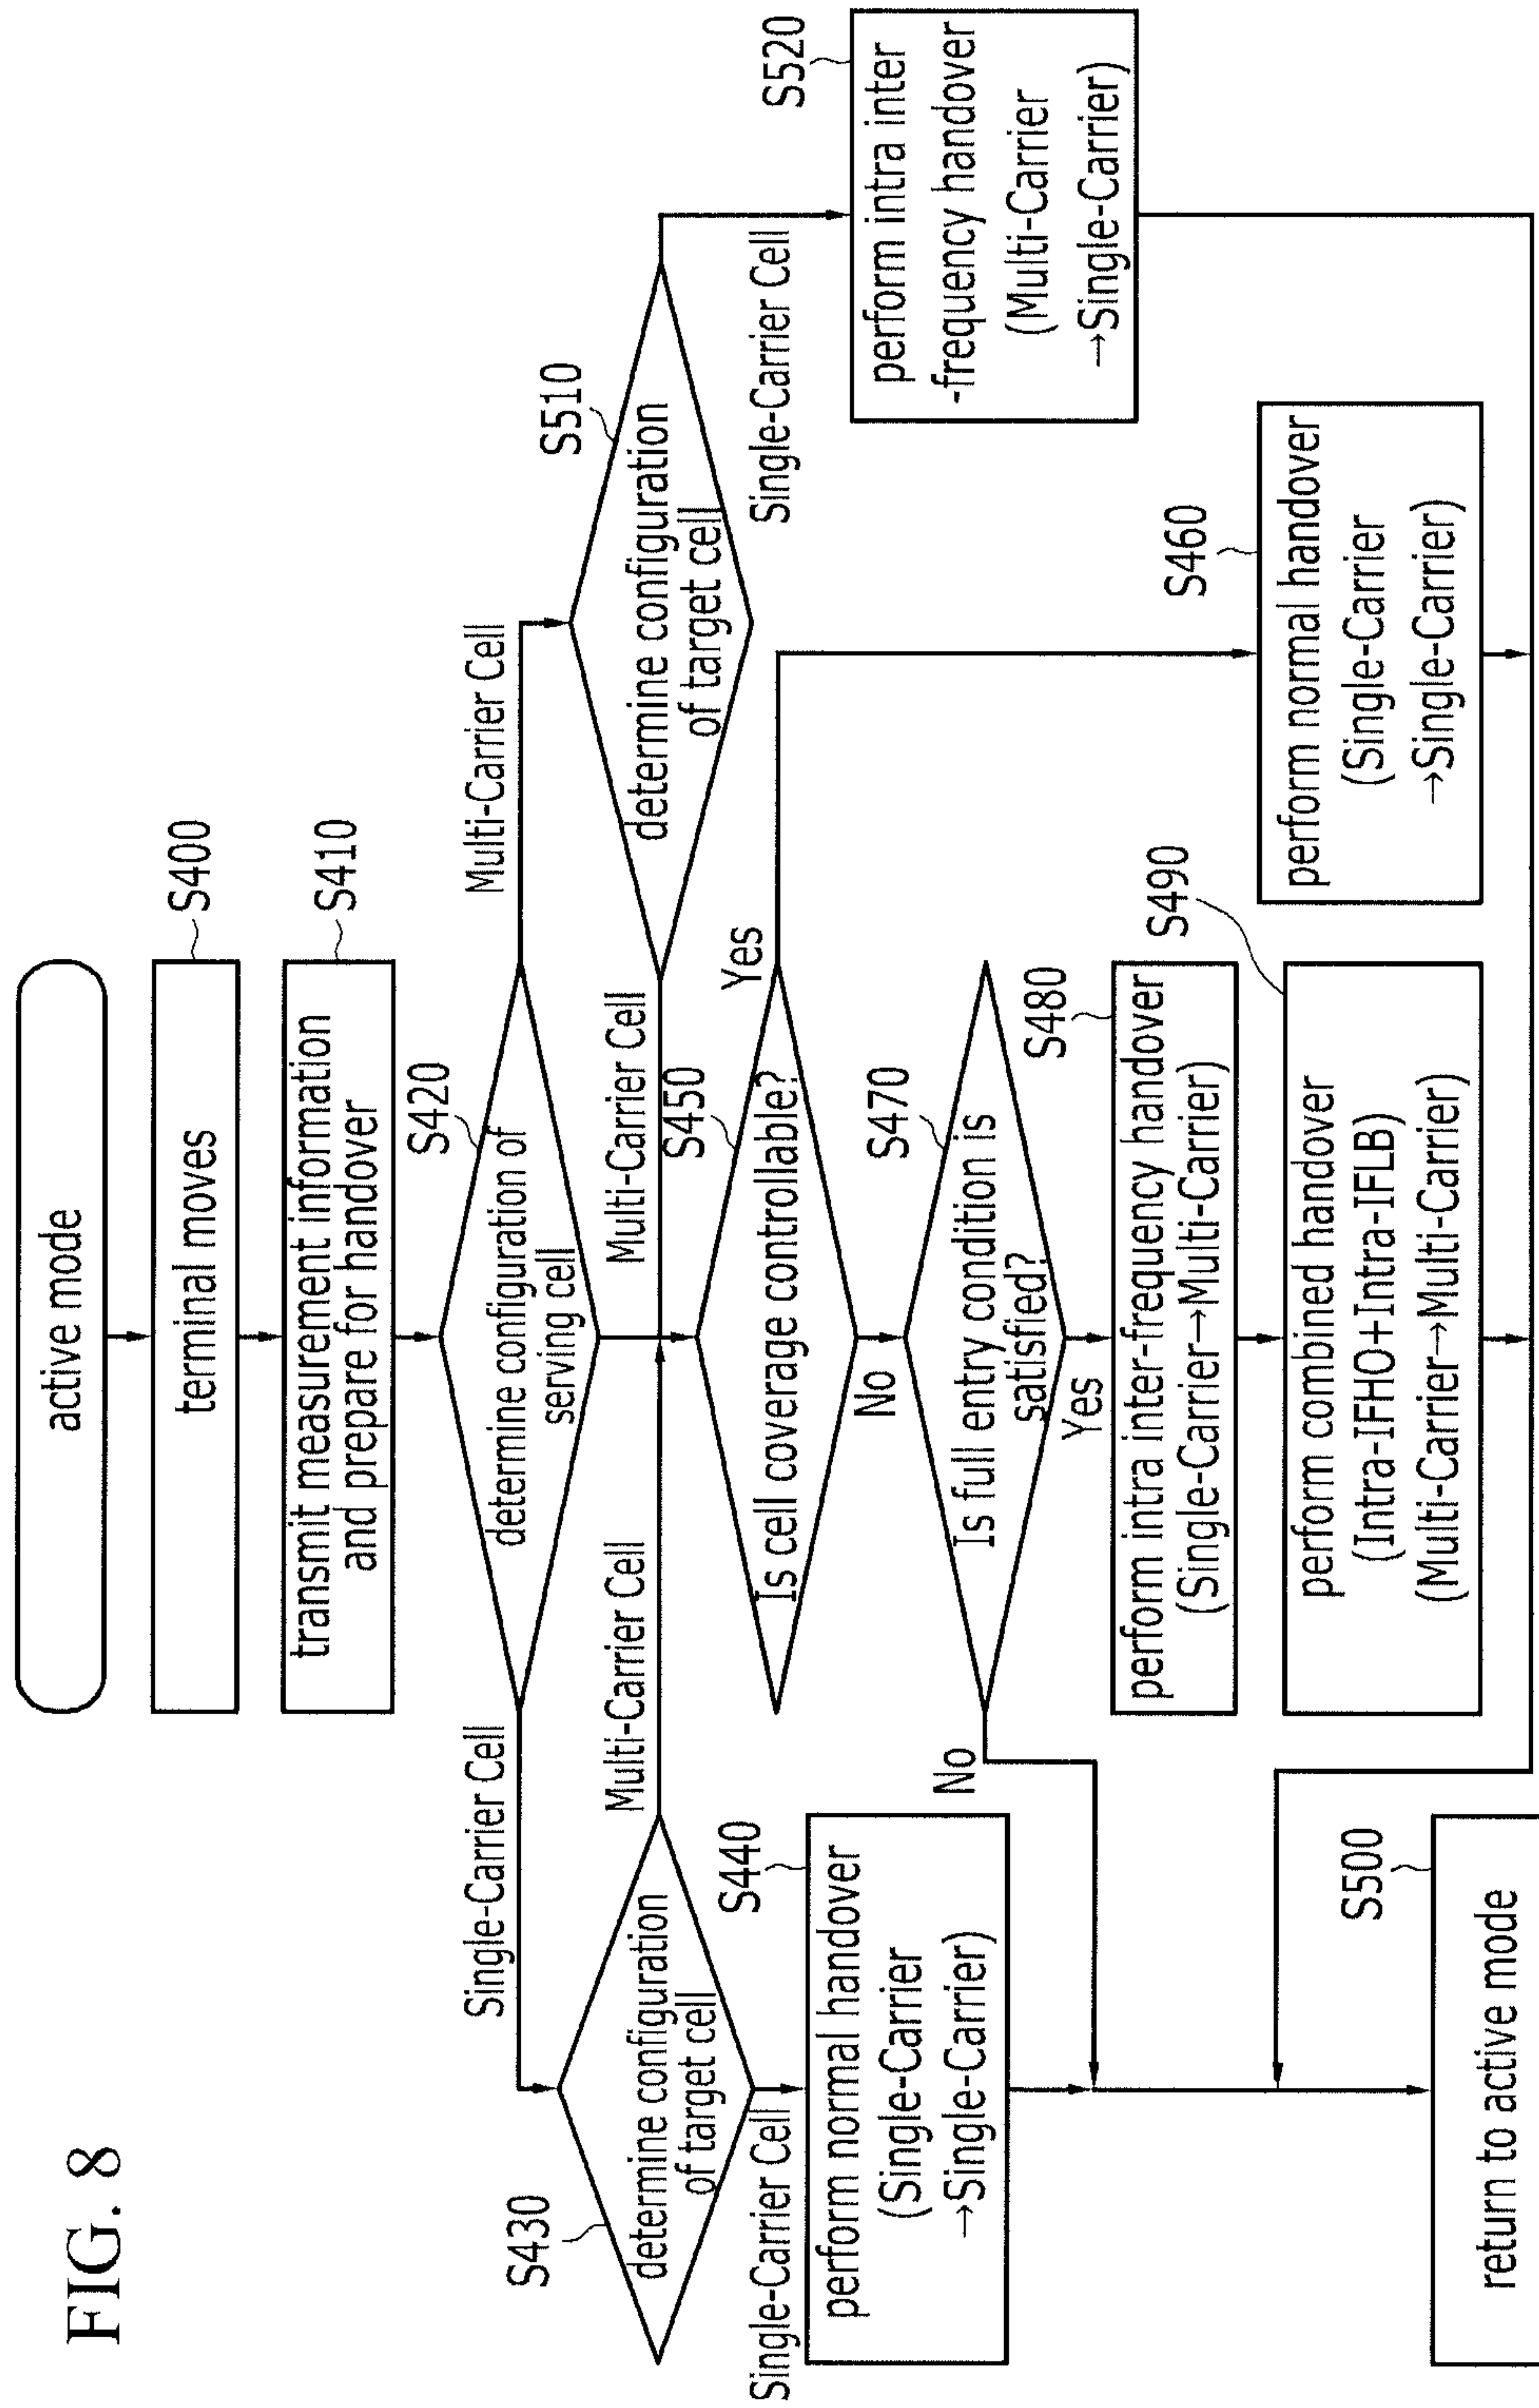 FIG. 8
active mode
terminal moves
S400
transmit measurement information
and prepare for handover
S410
determine configuration of
serving cell
S420
Single-Carrier Cell
Multi-Carrier Cell
S430
determine configuration
of target cell
Multi-Carrier Cell
Multi-Carrier Cell
determine configuration
of target cell
S510
Single-Carrier Cell
S440
perform normal handover
(Single-Carrier
→Single-Carrier)
Is cell coverage controllable?
S450
Yes
No
Single-Carrier Cell
S520
perform intra inter
-frequency handover
(Multi-Carrier
→Single-Carrier)
Is full entry condition is
satisfied?
S470
No
Yes
perform intra inter-frequency handover
(Single-Carrier→Multi-Carrier)
S480
perform combined handover
(Intra-IFHO+Intra-IFLB)
(Multi-Carrier→Multi-Carrier)
S490
S460
perform normal handover
(Single-Carrier
→Single-Carrier)
S500
return to active mode